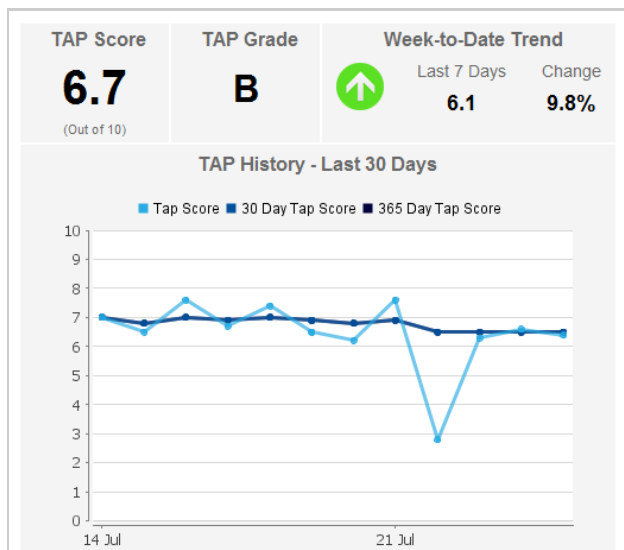 TAP Score
TAP Grade
Week-to-Date Trend
6.7
B
Last 7 Days
Change
6.1
9.8%
(Out of 10)
TAP History - Last 30 Days
Tap Score 30 Day Tap Score 365 Day Tap Score
10
9
8
7
6
5
4
3
2
1
0
14 Jul 21 Jul